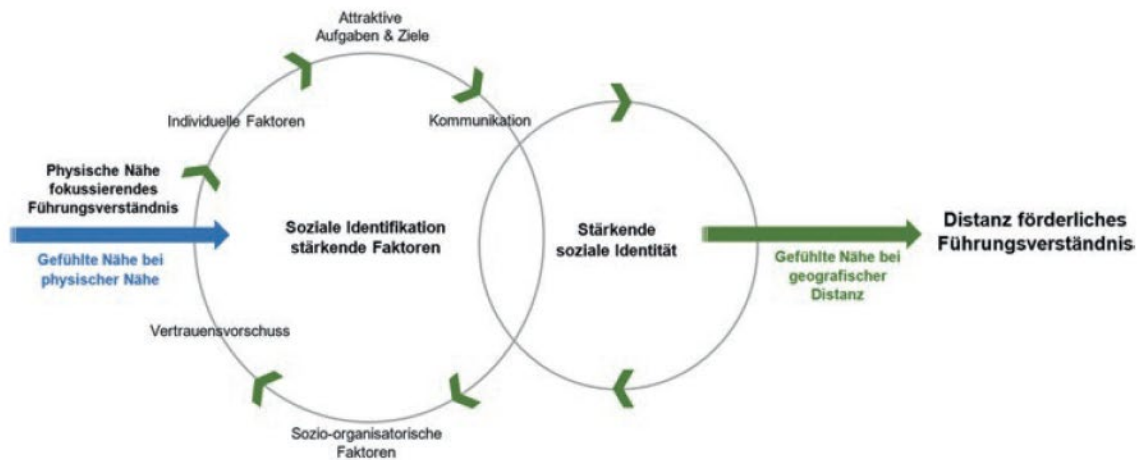 Attraktive
Aufgaben & Ziele
Individuelle Faktoren
Kommunikation
Physische Nähe
fokussierendes
Führungsverständnis
Gefühlte Nähe bei
physischer Nähe
Soziale Identifikation
stärkende Faktoren
Stärkende
soziale Identität
Gefühlte Nähe bei
geografischer
Distanz
Distanz förderliches
Führungsverständnis
Vertrauensvorschuss
Sozio-organisatorische
Faktoren